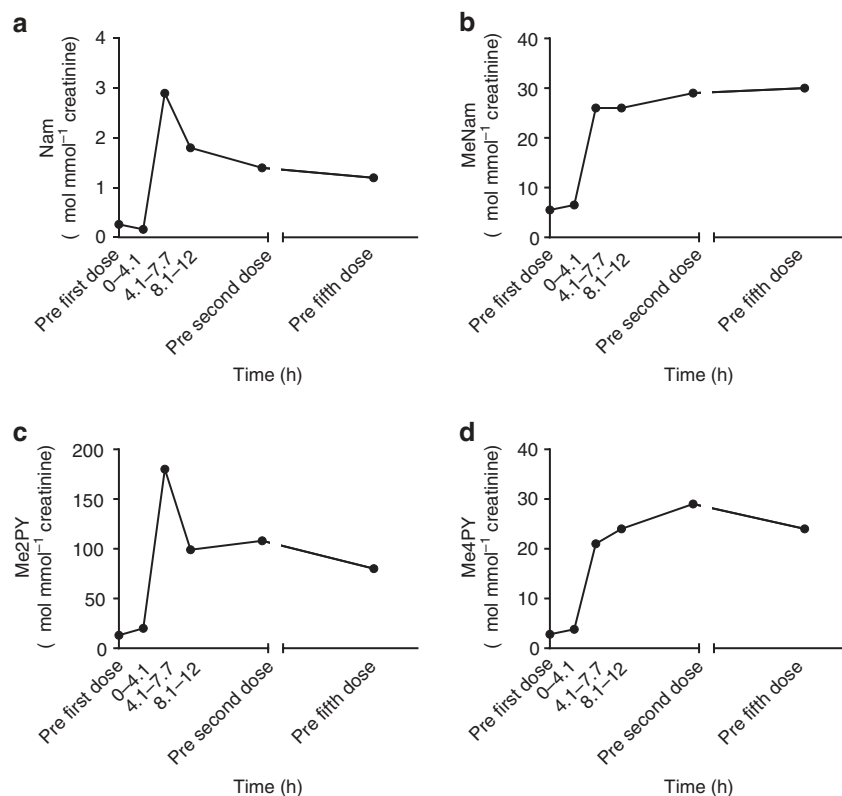 a
Nam
( mol mmol⁻¹ creatinine)
4
3
2
1
0
Pre first dose
0–4.1
4.1–7.7
8.1–12
Pre second dose
Pre fifth dose
Time (h)
b
MeNam
( mol mmol⁻¹ creatinine)
40
30
20
10
0
Pre first dose
0–4.1
4.1–7.7
8.1–12
Pre second dose
Pre fifth dose
Time (h)
c
Me2PY
( mol mmol⁻¹ creatinine)
200
150
100
50
0
Pre first dose
0–4.1
4.1–7.7
8.1–12
Pre second dose
Pre fifth dose
Time (h)
d
Me4PY
( mol mmol⁻¹ creatinine)
40
30
20
10
0
Pre first dose
0–4.1
4.1–7.7
8.1–12
Pre second dose
Pre fifth dose
Time (h)